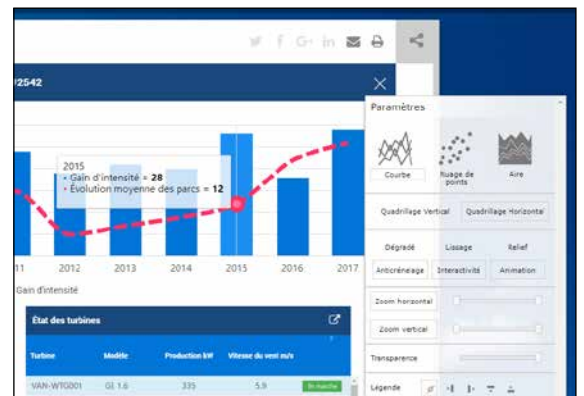 G+ in
#2542
Paramètres
Courbe
Nuage de points
Aire
Quadrillage Vertical
Quadrillage Horizontal
Dégradé
Lissage
Relief
Anticrénelage
Interactivité
Animation
Zoom horizontal
Zoom vertical
Transparence
Légende
2015
• Gain d'intensité = 28
• Évolution moyenne des parcs = 12
11 2012 2013 2014 2015 2016 2017
Gain d'intensité
État des turbines
Turbine Modèle Production kW Vitesse du vent m/s
VAN-WTG001 GE 1.6 335 5.9 En marche